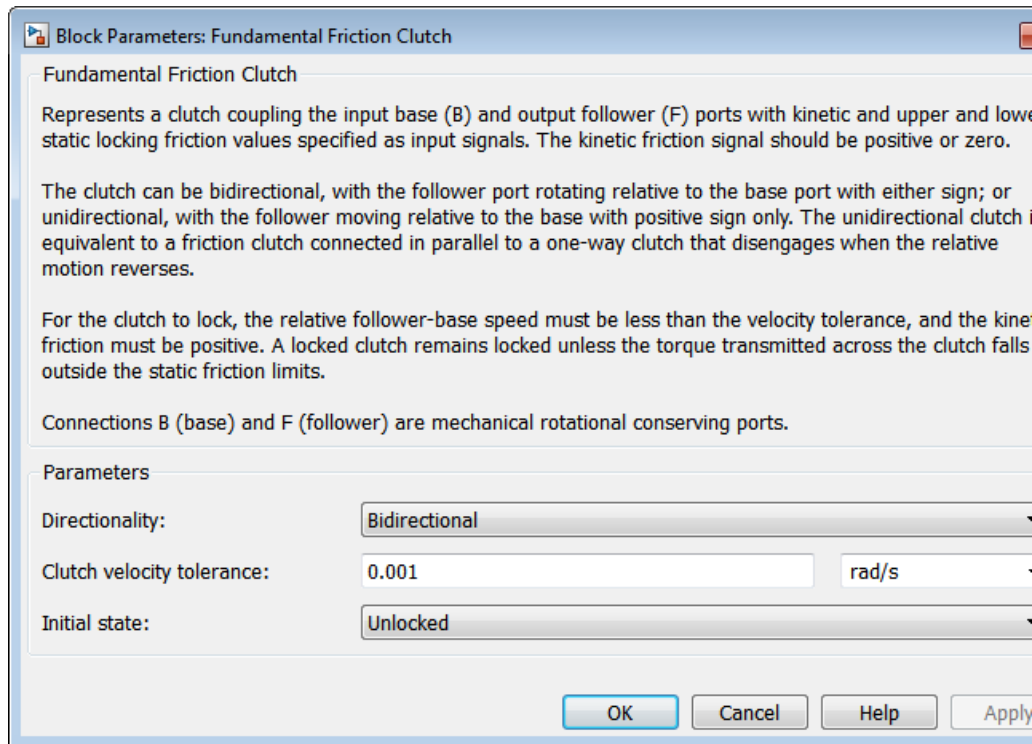 Block Parameters: Fundamental Friction Clutch
Fundamental Friction Clutch
Represents a clutch coupling the input base (B) and output follower (F) ports with kinetic and upper and lowe
static locking friction values specified as input signals. The kinetic friction signal should be positive or zero.
The clutch can be bidirectional, with the follower port rotating relative to the base port with either sign; or
unidirectional, with the follower moving relative to the base with positive sign only. The unidirectional clutch i
equivalent to a friction clutch connected in parallel to a one-way clutch that disengages when the relative
motion reverses.
For the clutch to lock, the relative follower-base speed must be less than the velocity tolerance, and the kinet
friction must be positive. A locked clutch remains locked unless the torque transmitted across the clutch falls
outside the static friction limits.
Connections B (base) and F (follower) are mechanical rotational conserving ports.
Parameters
Directionality: Bidirectional
Clutch velocity tolerance: 0.001 rad/s
Initial state: Unlocked
OK Cancel Help Apply